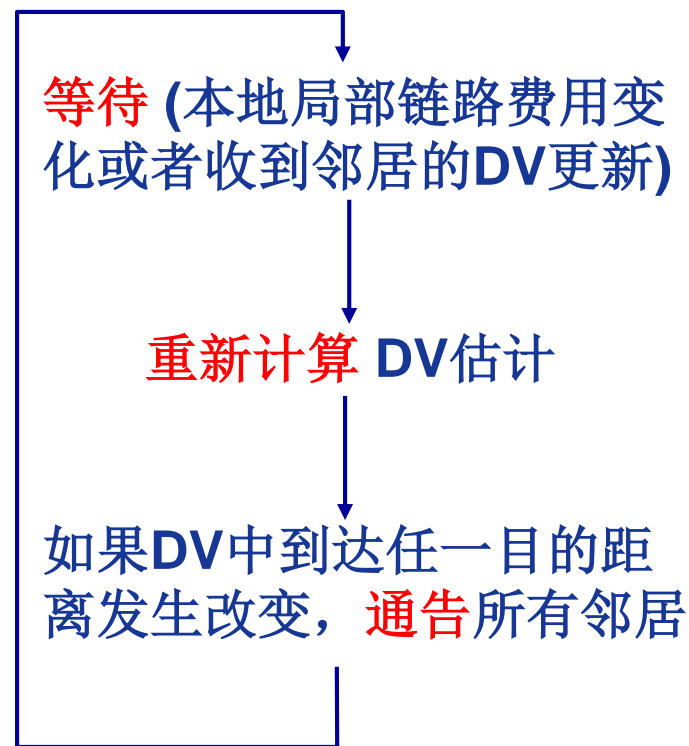 等待 (本地局部链路费用变
化或者收到邻居的DV更新)
重新计算 DV估计
如果DV中到达任一目的距
离发生改变，通告所有邻居